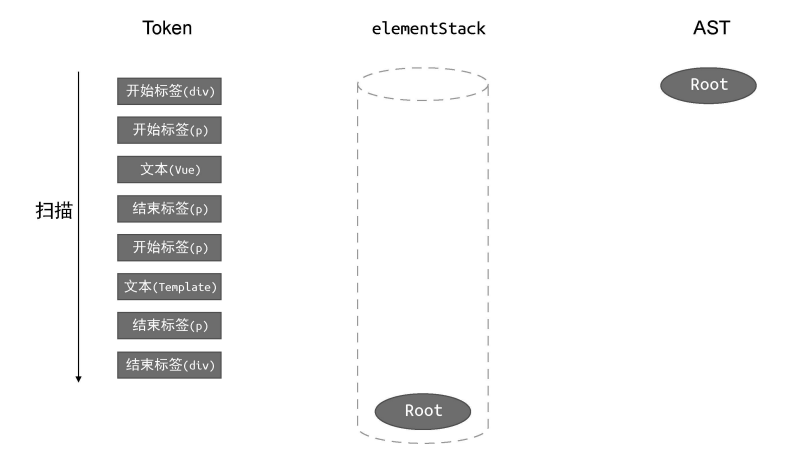 Token
elementStack
AST
扫描
开始标签(div)
开始标签(p)
文本(Vue)
结束标签(p)
开始标签(p)
文本(Template)
结束标签(p)
结束标签(div)
Root
Root